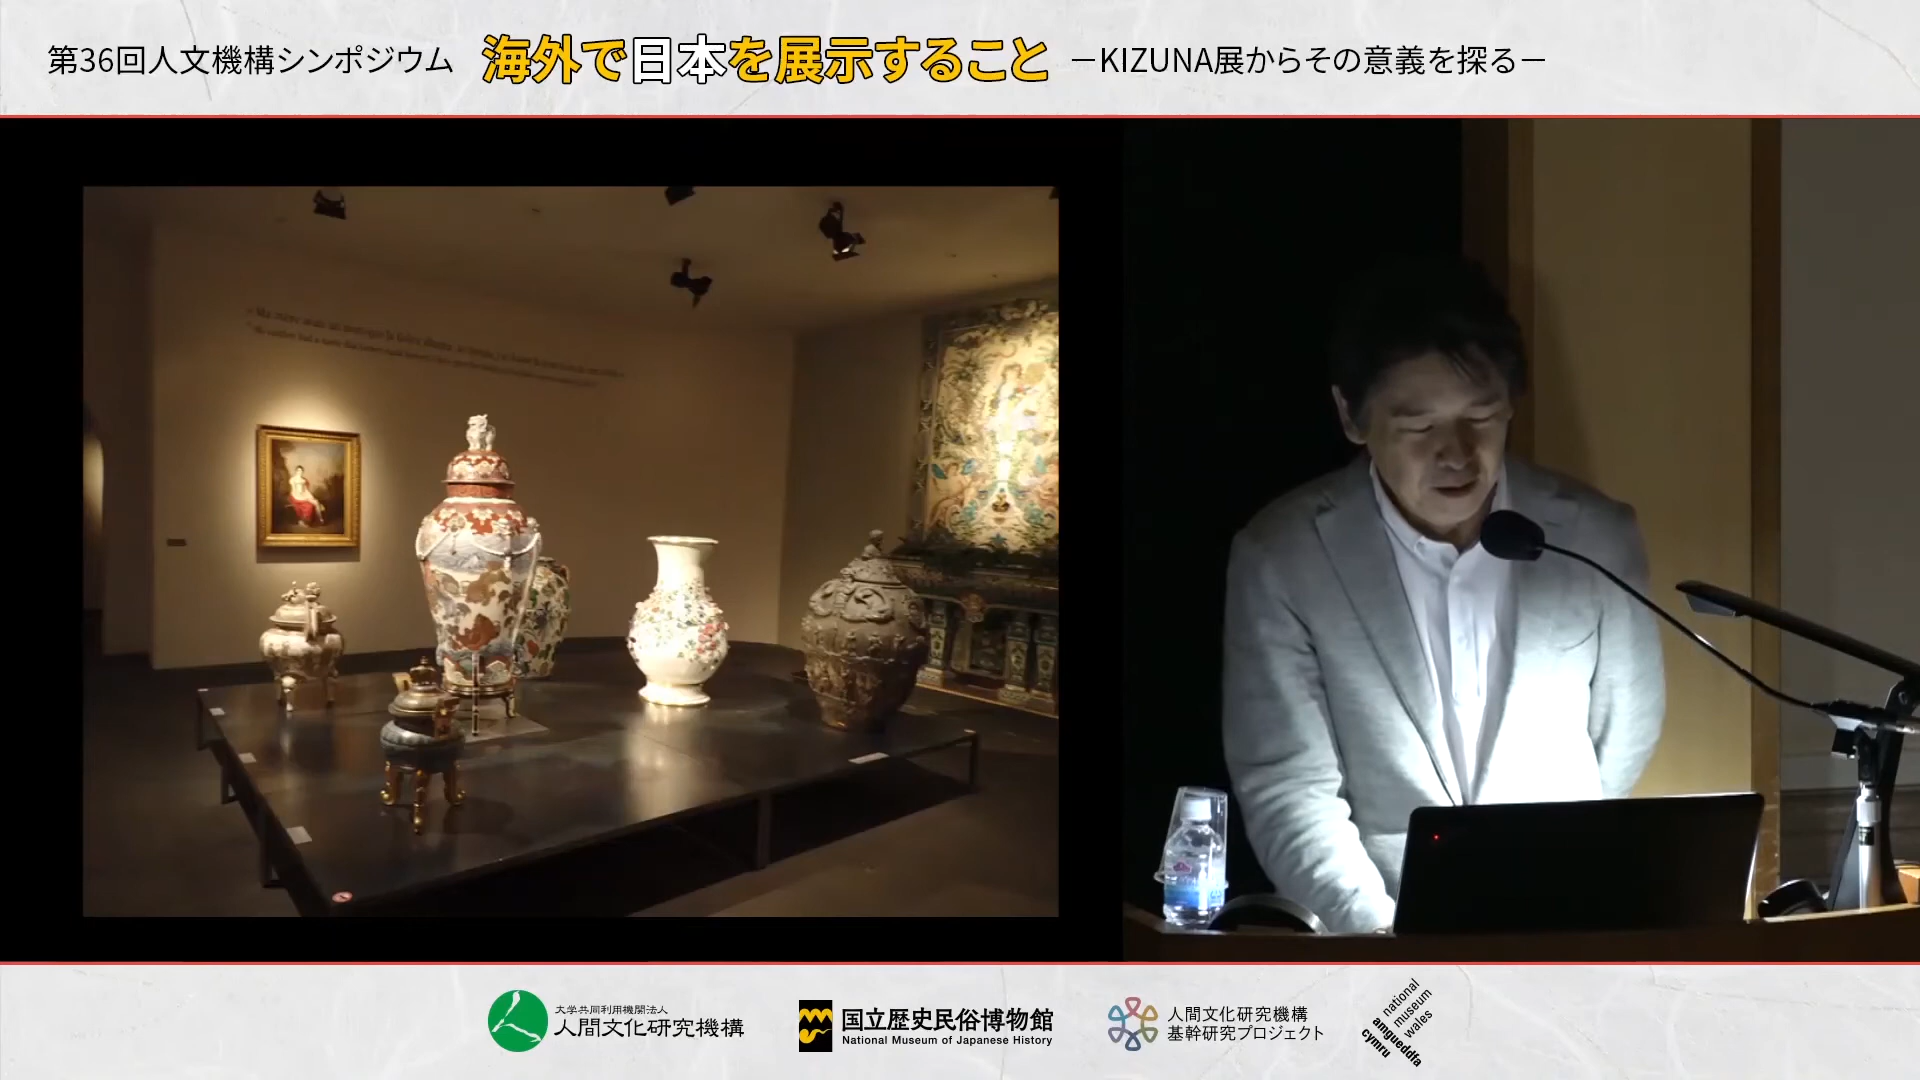 第36回人文機構シンポジウム 海外で日本を展示すること －KIZUNA展からその意義を探る－
大学共同利用機関法人
人間文化研究機構
国立歴史民俗博物館
National Museum of Japanese History
人間文化研究機構
基幹研究プロジェクト
national
museum
wales
amgueddfa
cymru